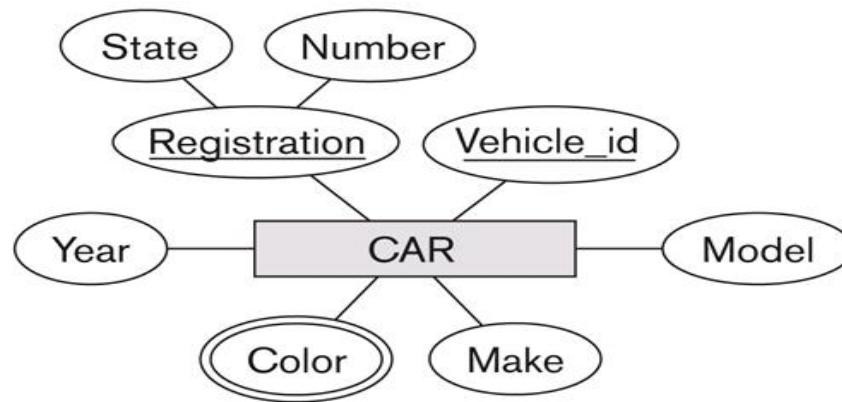 State
Number
Registration
Vehicle_id
Year
CAR
Model
Color
Make